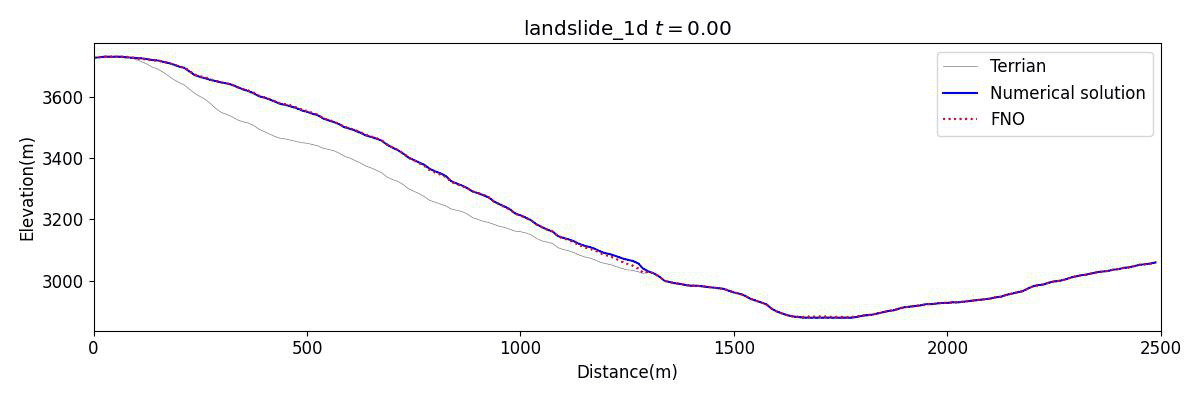 landslide_1d t = 0.00
Terrian
Numerical solution
FNO
Elevation(m)
3600
3400
3200
3000
0 500 1000 1500 2000 2500
Distance(m)